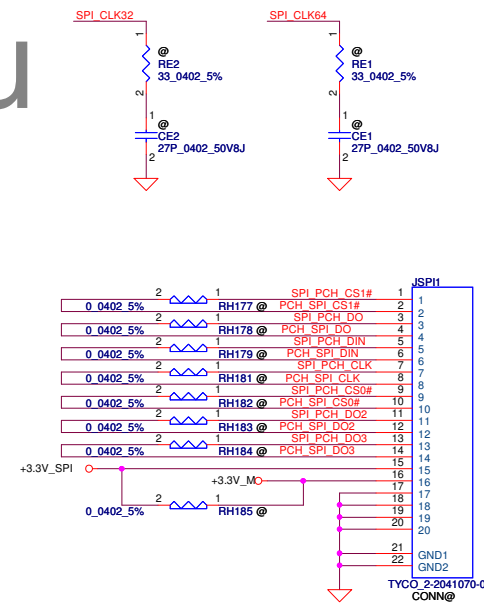 SPI_CLK32
SPI_CLK64
u
1
@
RE2
33_0402_5%
2
1
@
CE2
27P_0402_50V8J
2
1
@
RE1
33_0402_5%
2
1
@
CE1
27P_0402_50V8J
2
JSPI1
2 1 SPI_PCH_CS1# 1 1
0_0402_5% RH177 @ PCH_SPI_CS1# 2 2
2 1 SPI_PCH_DO 3 3
0_0402_5% RH178 @ PCH_SPI_DO 4 4
2 1 SPI_PCH_DIN 5 5
0_0402_5% RH179 @ PCH_SPI_DIN 6 6
2 1 SPI_PCH_CLK 7 7
0_0402_5% RH181 @ PCH_SPI_CLK 8 8
2 1 SPI_PCH_CS0# 9 9
0_0402_5% RH182 @ PCH_SPI_CS0# 10 10
2 1 SPI_PCH_DO2 11 11
0_0402_5% RH183 @ PCH_SPI_DO2 12 12
2 1 SPI_PCH_DO3 13 13
0_0402_5% RH184 @ PCH_SPI_DO3 14 14
+3.3V_SPI 15 15
+3.3V_M 16 16
17 17
2 1 18 18
0_0402_5% RH185 @ 19 19
20 20
21 GND1
22 GND2
TYCO_2-2041070-0
CONN@